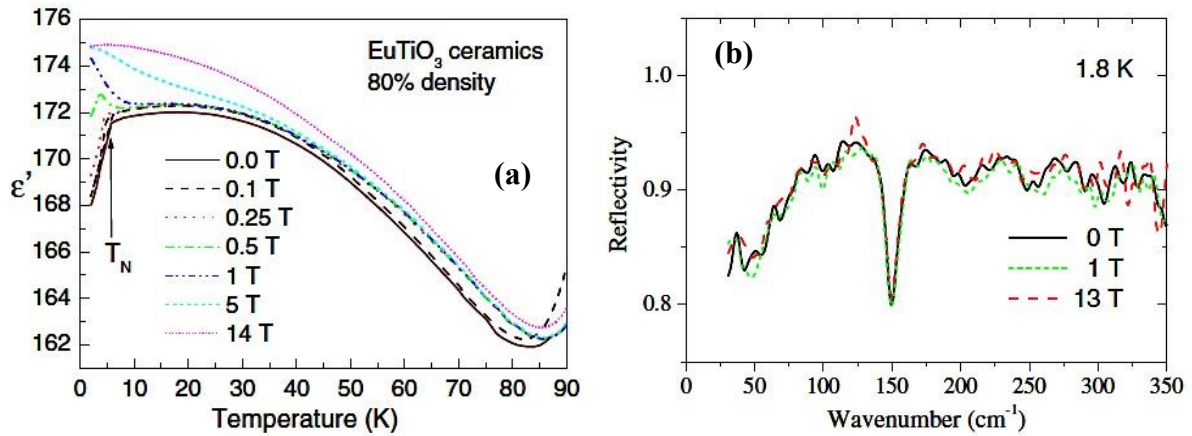 176
174
172
170
168
166
164
162
ε'
EuTiO₃ ceramics
80% density
(a)
0.0 T
0.1 T
0.25 T
0.5 T
1 T
5 T
14 T
T_N
0 10 20 30 40 50 60 70 80 90
Temperature (K)
(b)
1.8 K
1.0
0.9
0.8
Reflectivity
0 T
1 T
13 T
0 50 100 150 200 250 300 350
Wavenumber (cm⁻¹)